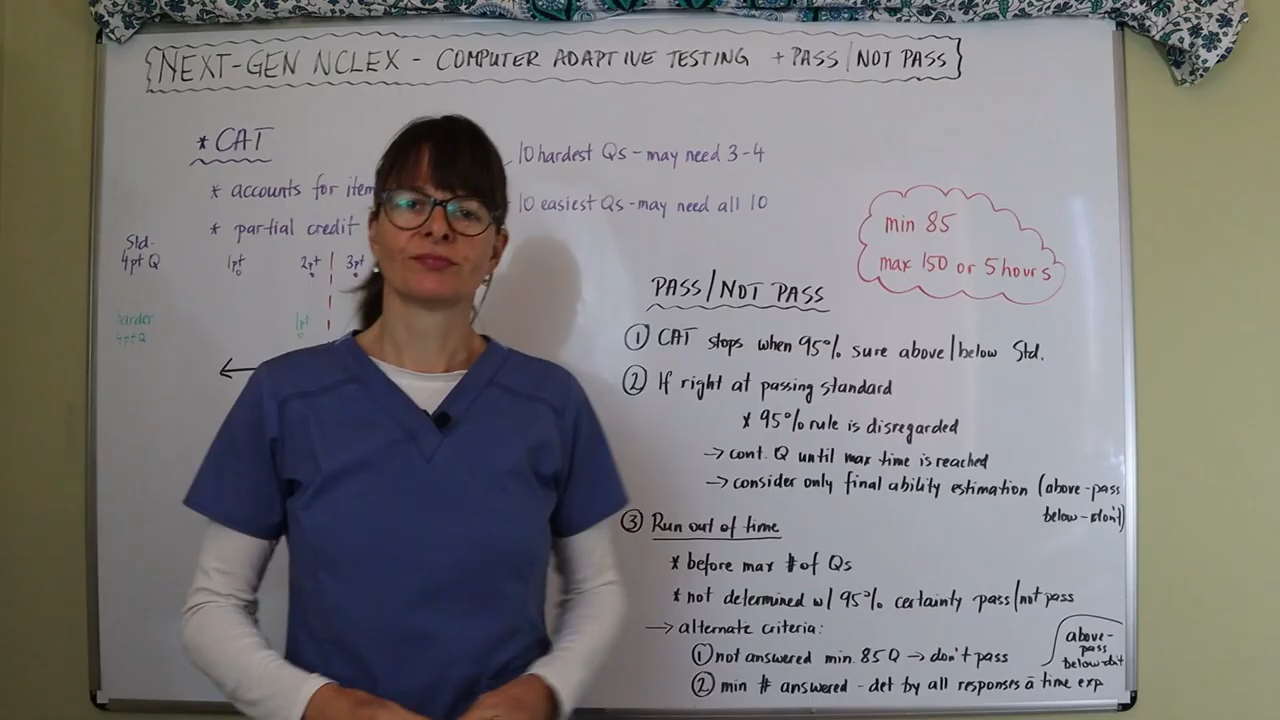 NEXT-GEN NCLEX - COMPUTER ADAPTIVE TESTING + PASS/NOT PASS
* CAT
* accounts for item
10 hardest Qs - may need 3-4
10 easiest Qs - may need all 10
* partial credit
Std.
4pt Q
1pt
2pt
3pt
harder
4pt Q
1pt
min 85
max 150 or 5 hours
PASS/NOT PASS
① CAT stops when 95% sure above/below Std.
② If right at passing standard
* 95% rule is disregarded
→ cont. Q until max time is reached
→ consider only final ability estimation (above-pass
below-don't)
③ Run out of time
* before max # of Qs
* not determined w/ 95% certainty pass/not pass
→ alternate criteria:
① not answered min. 85 Q → don't pass
② min # answered - det by all responses ā time exp
above-
pass
below-don't